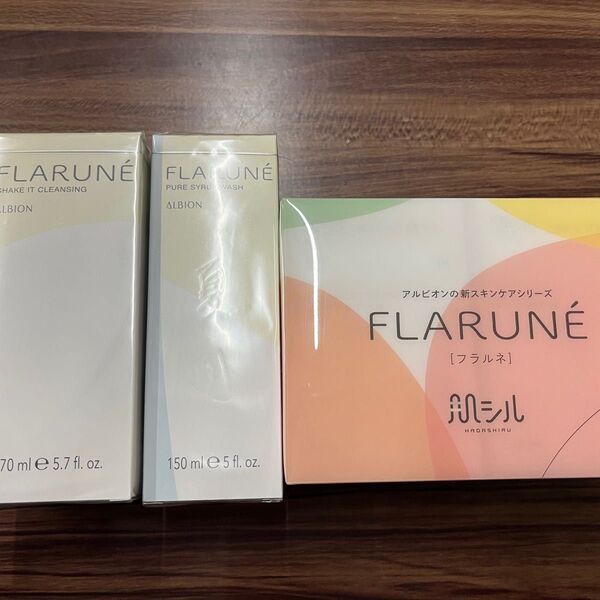 FLARUNÉ
SHAKE IT CLEANSING
ALBION
70 ml e 5.7 fl. oz.
FLARUNÉ
PURE SYRUP WASH
ALBION
150 ml e 5 fl. oz.
アルビオンの新スキンケアシリーズ
FLARUNÉ
[フラルネ]
肌シル
HADASHIRU